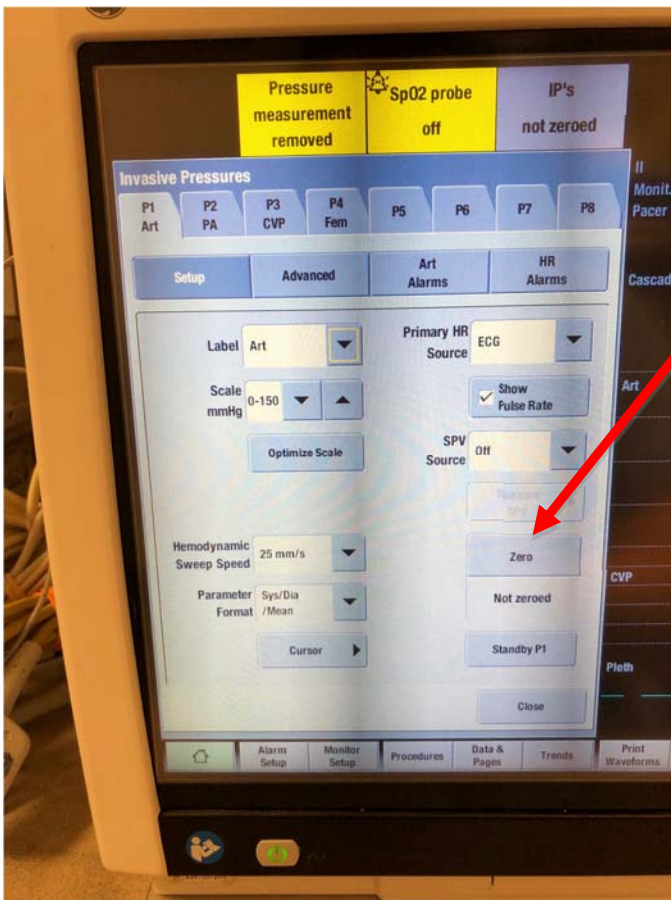 Pressure
measurement
removed
SpO2 probe
off
IP's
not zeroed
Invasive Pressures
P1
Art
P2
PA
P3
CVP
P4
Fem
P5
P6
P7
P8
Setup
Advanced
Art
Alarms
HR
Alarms
Label
Art
Primary HR
Source
ECG
Scale
mmHg
0-150
Show
Pulse Rate
Optimize Scale
SPV
Source
Off
SPV
Hemodynamic
Sweep Speed
25 mm/s
Zero
Parameter
Format
Sys/Dia
/Mean
Not zeroed
Cursor
Standby P1
Close
II
Monit.
Pacer
Cascad
Art
CVP
Pleth
Alarm
Setup
Monitor
Setup
Procedures
Data &
Pages
Trends
Print
Waveforms